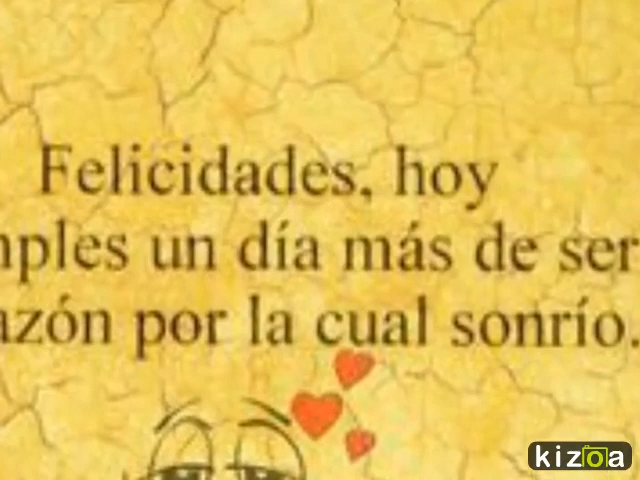 Felicidades, hoy
mples un día más de ser
azón por la cual sonrío.
kizoa